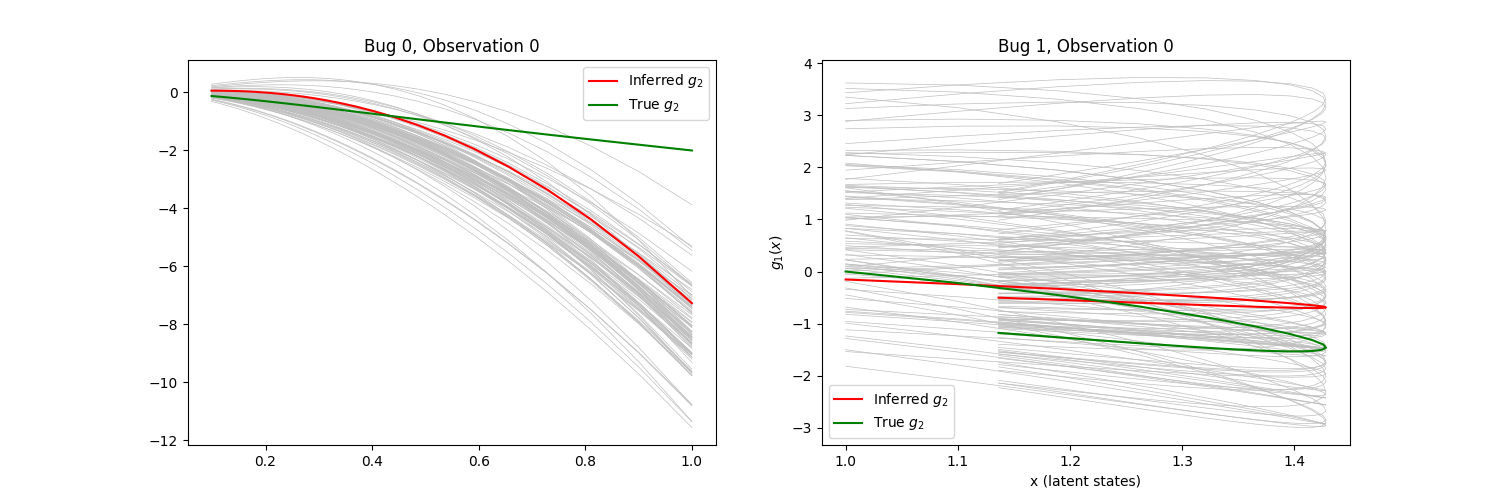 Bug 0, Observation 0
Inferred g₂
True g₂
0
−2
−4
−6
−8
−10
−12
0.2 0.4 0.6 0.8 1.0
Bug 1, Observation 0
g₁(x)
4
3
2
1
0
−1
−2
−3
Inferred g₂
True g₂
1.0 1.1 1.2 1.3 1.4
x (latent states)